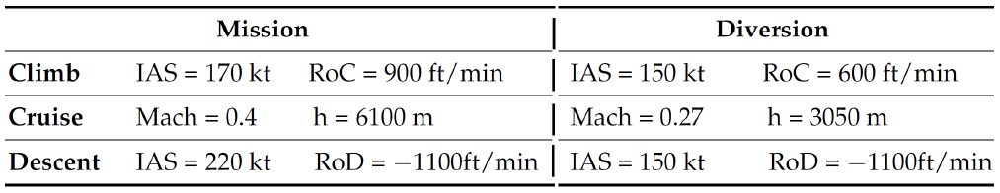 Mission Diversion
Climb IAS = 170 kt RoC = 900 ft/min IAS = 150 kt RoC = 600 ft/min
Cruise Mach = 0.4 h = 6100 m Mach = 0.27 h = 3050 m
Descent IAS = 220 kt RoD = −1100ft/min IAS = 150 kt RoD = −1100ft/min